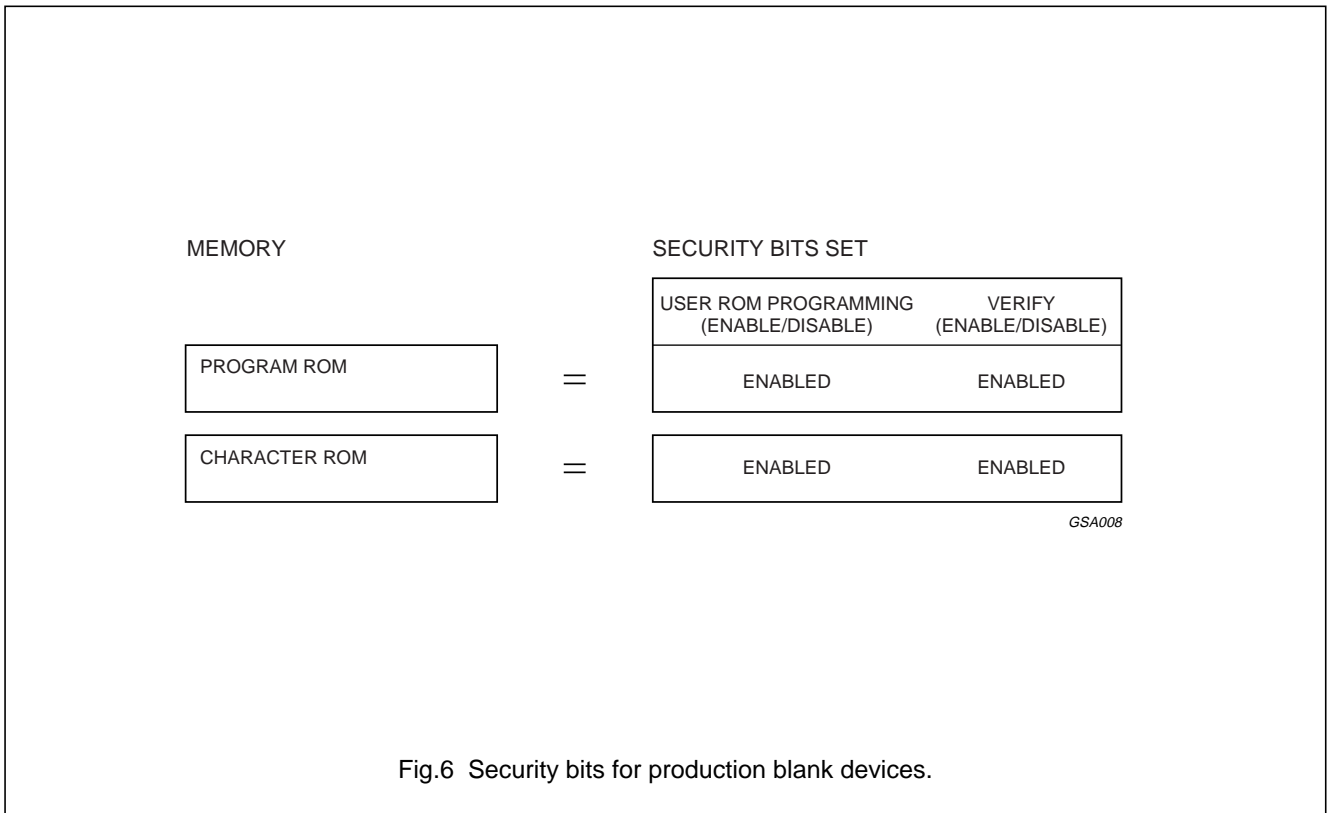 MEMORY
SECURITY BITS SET
USER ROM PROGRAMMING
(ENABLE/DISABLE)
VERIFY
(ENABLE/DISABLE)
PROGRAM ROM
=
ENABLED
ENABLED
CHARACTER ROM
=
ENABLED
ENABLED
GSA008
Fig.6 Security bits for production blank devices.